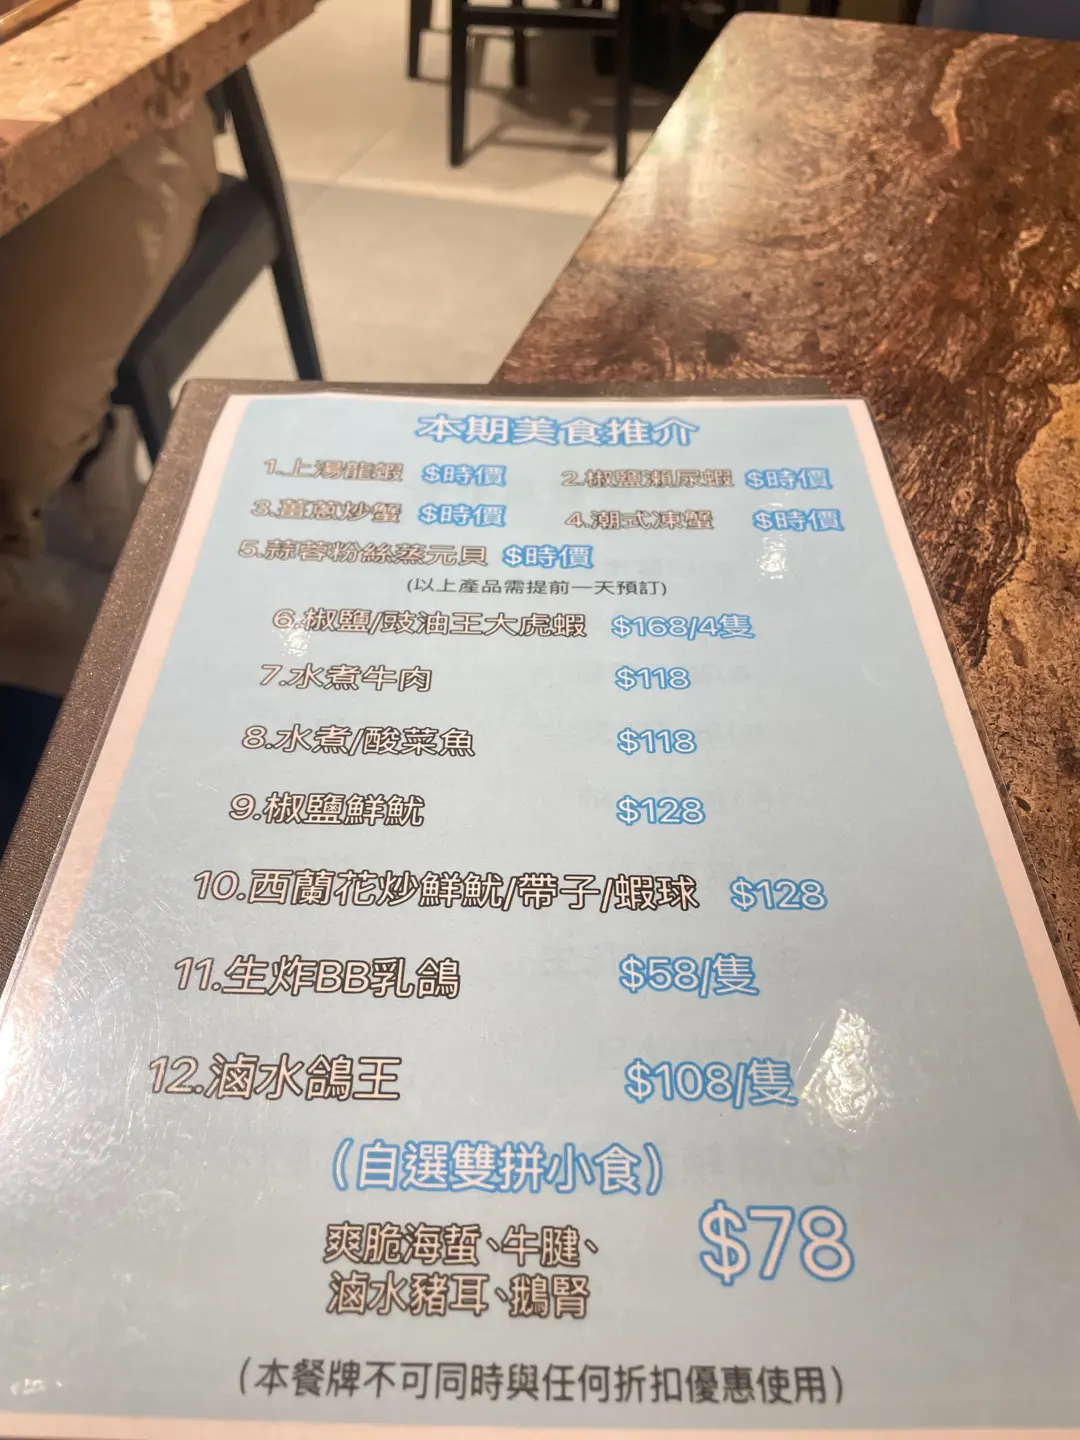 本期美食推介
1.上湯龍蝦 $時價 2.椒鹽瀨尿蝦 $時價
3.薑蔥炒蟹 $時價 4.潮式凍蟹 $時價
5.蒜蓉粉絲蒸元貝 $時價
(以上產品需提前一天預訂)
6.椒鹽/豉油王大虎蝦 $168/4隻
7.水煮牛肉 $118
8.水煮/酸菜魚 $118
9.椒鹽鮮魷 $128
10.西蘭花炒鮮魷/帶子/蝦球 $128
11.生炸BB乳鴿 $58/隻
12.滷水鴿王 $108/隻
(自選雙拼小食)
爽脆海蜇、牛腱、 $78
滷水豬耳、鵝腎
(本餐牌不可同時與任何折扣優惠使用)